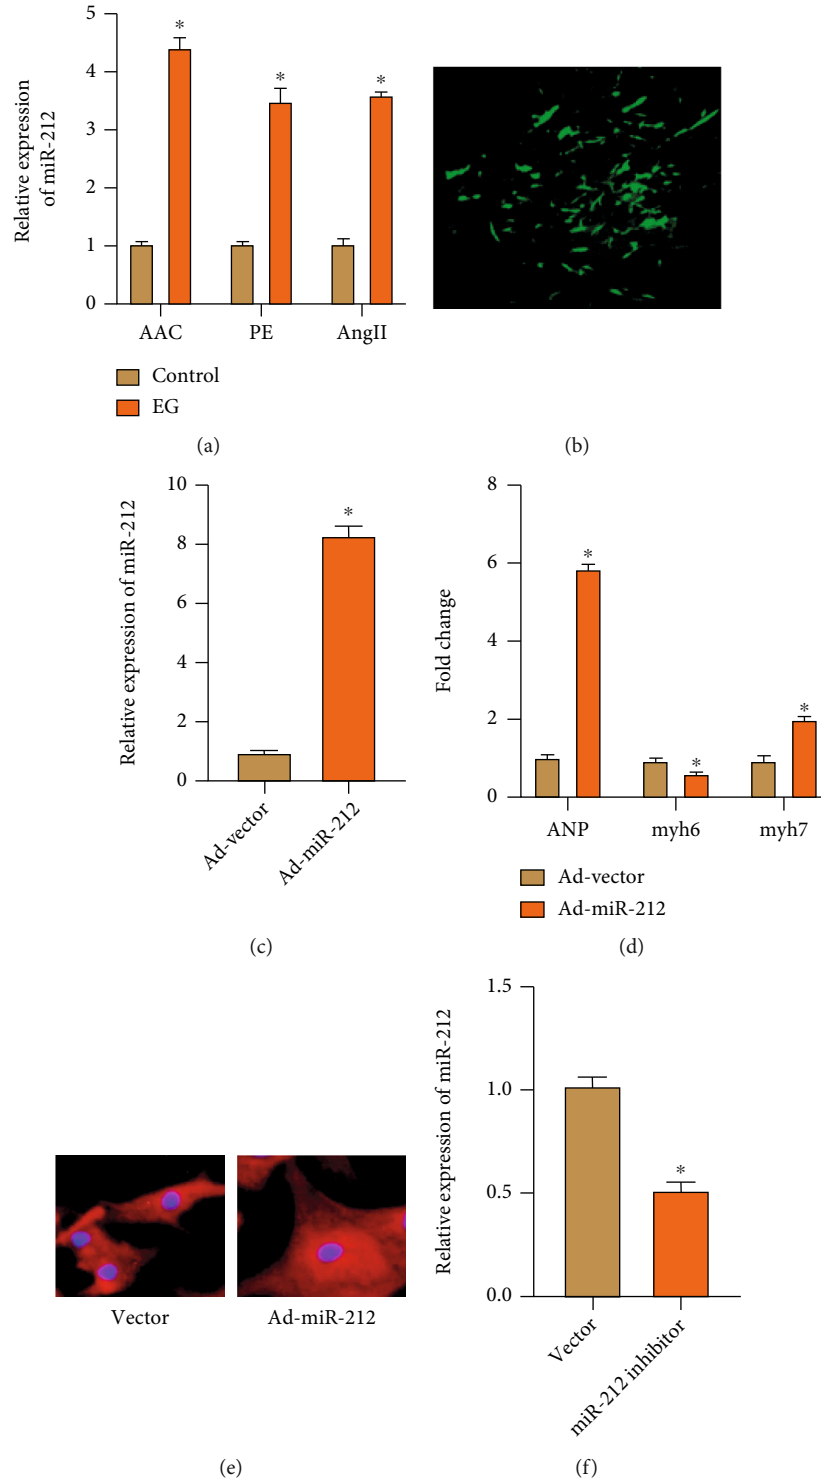 Relative expression
of miR-212
5
4
3
2
1
0
*
*
*
AAC
PE
AngII
Control
EG
(a)
(b)
Relative expression of miR-212
10
8
6
4
2
0
*
Ad-vector
Ad-miR-212
(c)
Fold change
8
6
4
2
0
*
*
*
ANP
myh6
myh7
Ad-vector
Ad-miR-212
(d)
Vector
Ad-miR-212
(e)
Relative expression of miR-212
1.5
1.0
0.5
0.0
*
Vector
miR-212 inhibitor
(f)